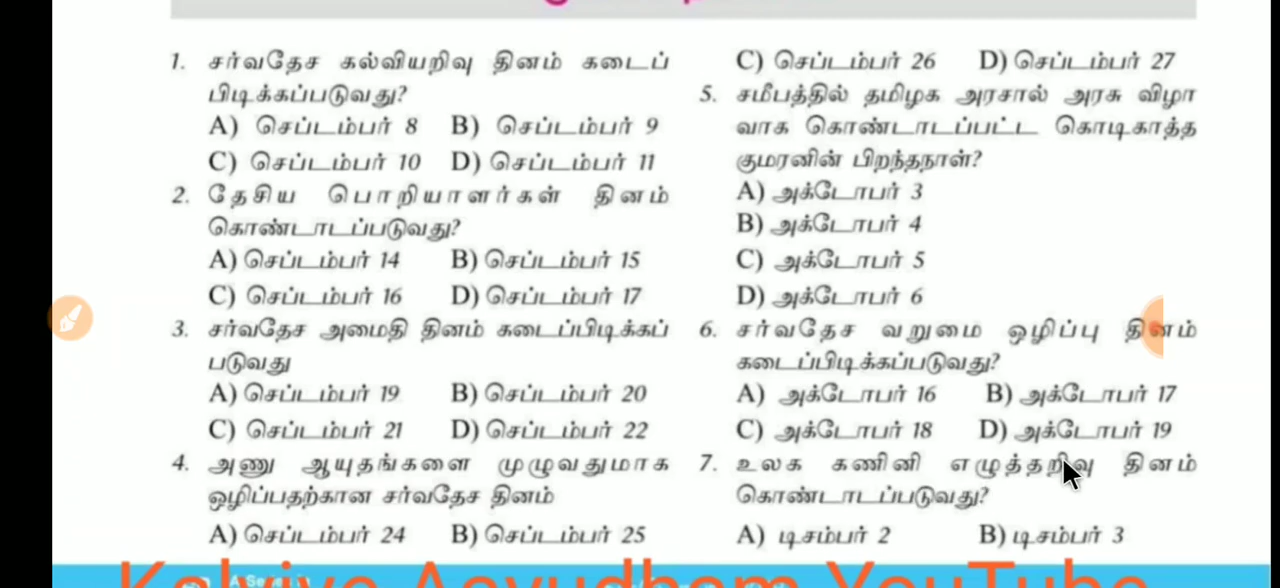 1. சர்வதேச கல்வியறிவு தினம் கடைப்
பிடிக்கப்படுவது?
A) செப்டம்பர் 8 B) செப்டம்பர் 9
C) செப்டம்பர் 10 D) செப்டம்பர் 11
2. தேசிய பொறியாளர்கள் தினம்
கொண்டாடப்படுவது?
A) செப்டம்பர் 14 B) செப்டம்பர் 15
C) செப்டம்பர் 16 D) செப்டம்பர் 17
3. சர்வதேச அமைதி தினம் கடைப்பிடிக்கப்
படுவது
A) செப்டம்பர் 19 B) செப்டம்பர் 20
C) செப்டம்பர் 21 D) செப்டம்பர் 22
4. அணு ஆயுதங்களை முழுவதுமாக
ஒழிப்பதற்கான சர்வதேச தினம்
A) செப்டம்பர் 24 B) செப்டம்பர் 25
C) செப்டம்பர் 26 D) செப்டம்பர் 27
5. சமீபத்தில் தமிழக அரசால் அரசு விழா
வாக கொண்டாடப்பட்ட கொடிகாத்த
குமரனின் பிறந்தநாள்?
A) அக்டோபர் 3
B) அக்டோபர் 4
C) அக்டோபர் 5
D) அக்டோபர் 6
6. சர்வதேச வறுமை ஒழிப்பு தினம்
கடைப்பிடிக்கப்படுவது?
A) அக்டோபர் 16 B) அக்டோபர் 17
C) அக்டோபர் 18 D) அக்டோபர் 19
7. உலக கணினி எழுத்தறிவு தினம்
கொண்டாடப்படுவது?
A) டிசம்பர் 2 B) டிசம்பர் 3
Kalviye Aayudham YouTube